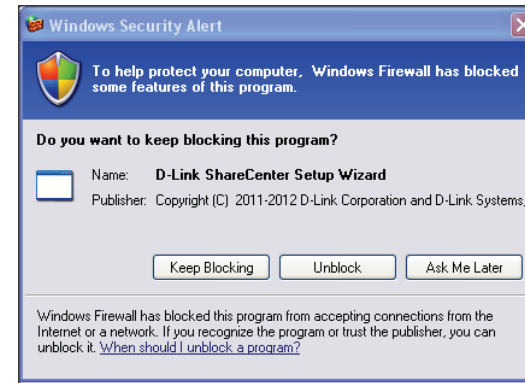 Windows Security Alert
To help protect your computer, Windows Firewall has blocked
some features of this program.
Do you want to keep blocking this program?
Name: D-Link ShareCenter Setup Wizard
Publisher: Copyright (C) 2011-2012 D-Link Corporation and D-Link Systems,
Keep Blocking Unblock Ask Me Later
Windows Firewall has blocked this program from accepting connections from the
Internet or a network. If you recognize the program or trust the publisher, you can
unblock it. When should I unblock a program?